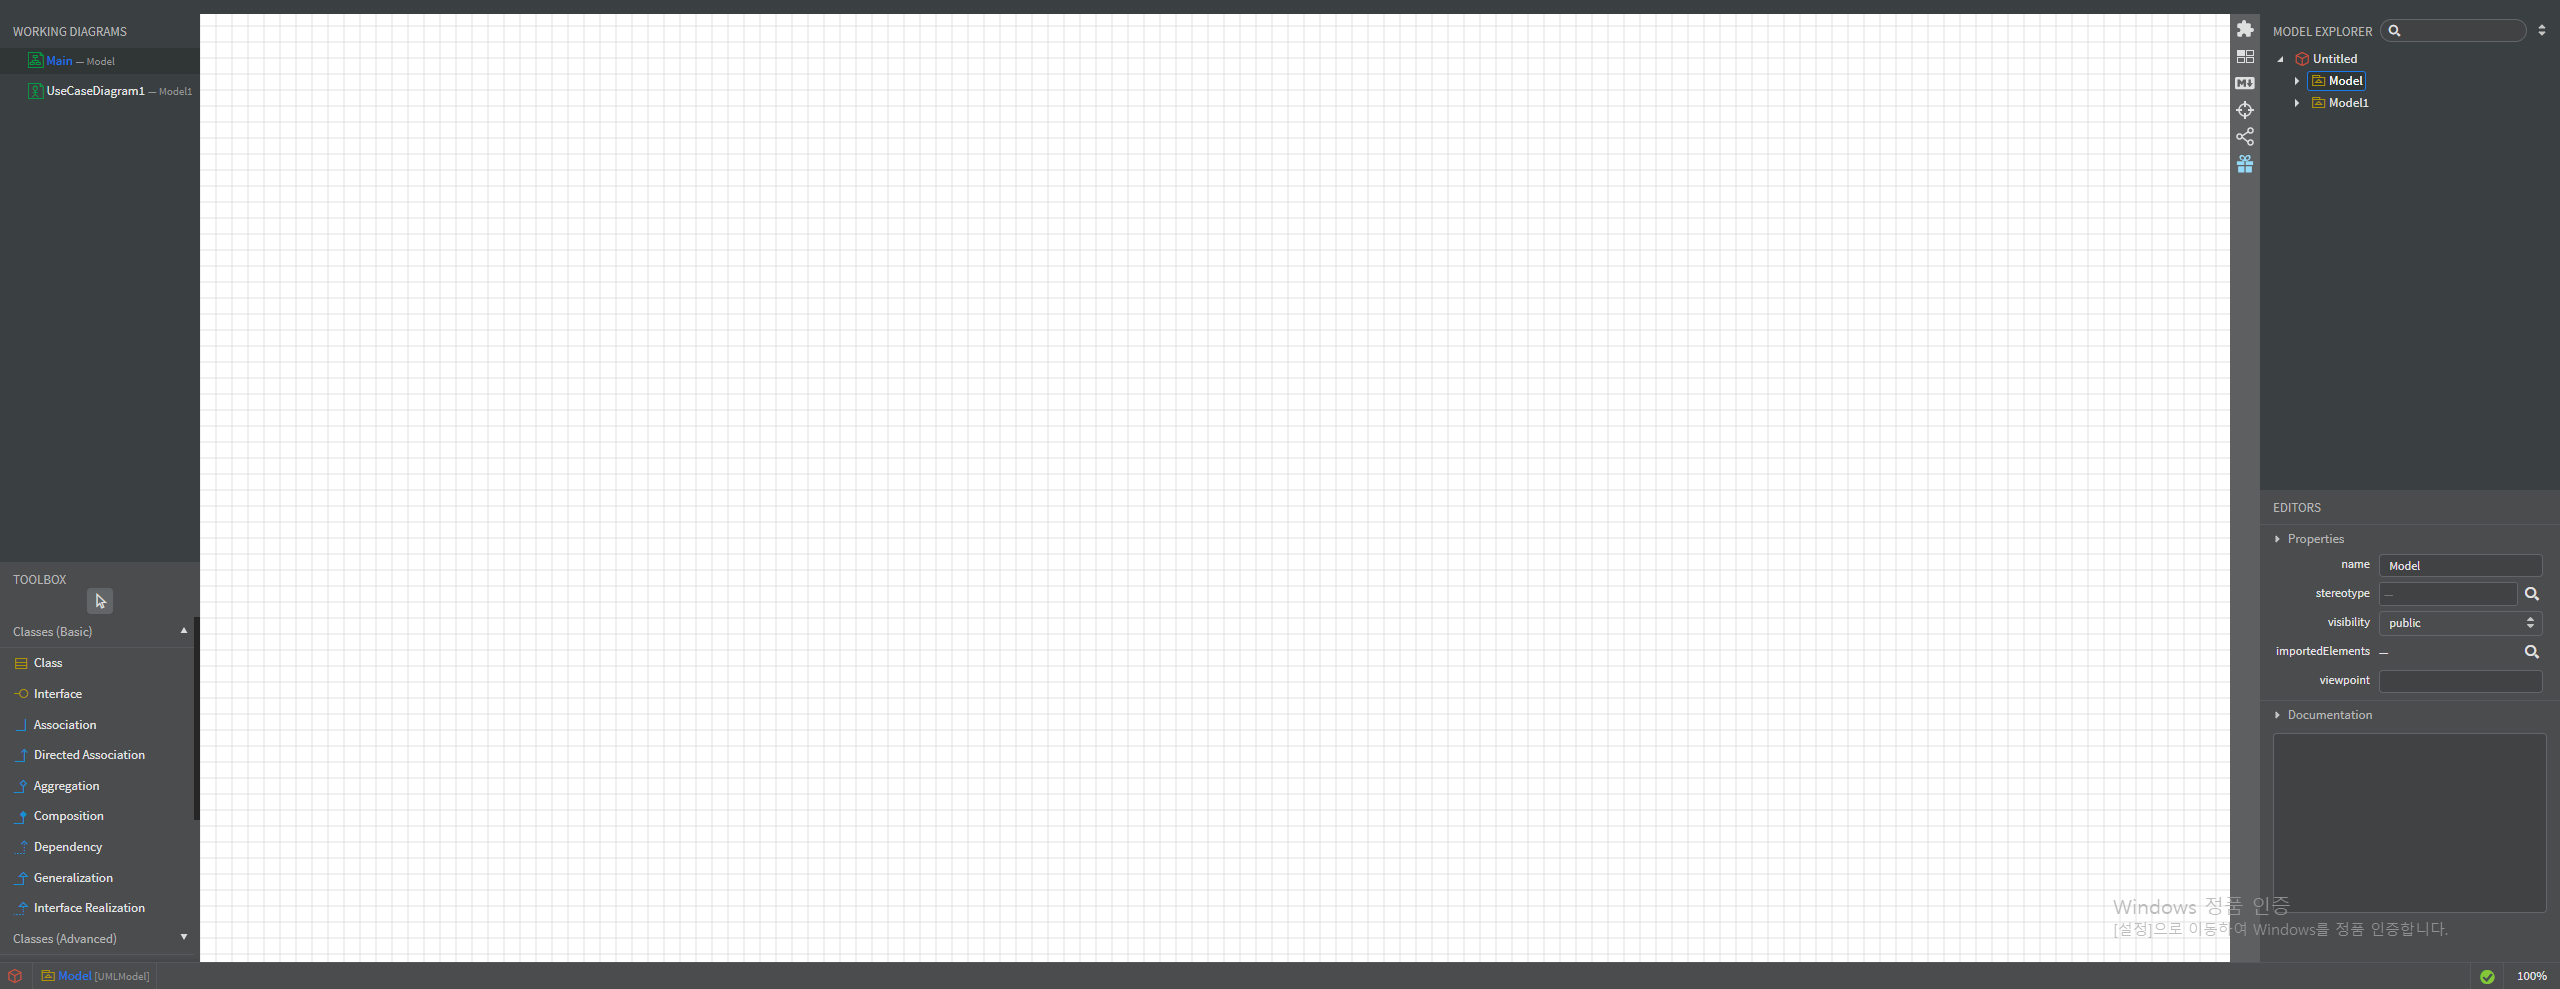 WORKING DIAGRAMS
Main — Model
UseCaseDiagram1 — Model1
TOOLBOX
Classes (Basic)
Class
Interface
Association
Directed Association
Aggregation
Composition
Dependency
Generalization
Interface Realization
Classes (Advanced)
Model [UMLModel]
M
MODEL EXPLORER
Untitled
Model
Model1
EDITORS
Properties
name Model
stereotype —
visibility public
importedElements —
viewpoint
Documentation
Windows 정품 인증
[설정]으로 이동하여 Windows를 정품 인증합니다.
100%